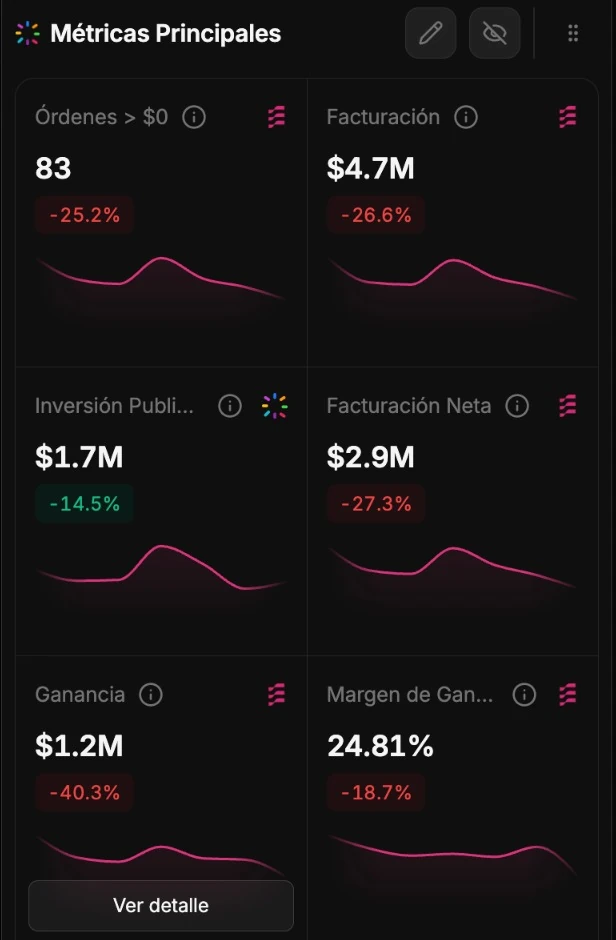 Métricas Principales
Órdenes > $0
Facturación
83
$4.7M
-25.2%
-26.6%
Inversión Publi...
Facturación Neta
$1.7M
$2.9M
-14.5%
-27.3%
Ganancia
Margen de Gan...
$1.2M
24.81%
-40.3%
-18.7%
Ver detalle